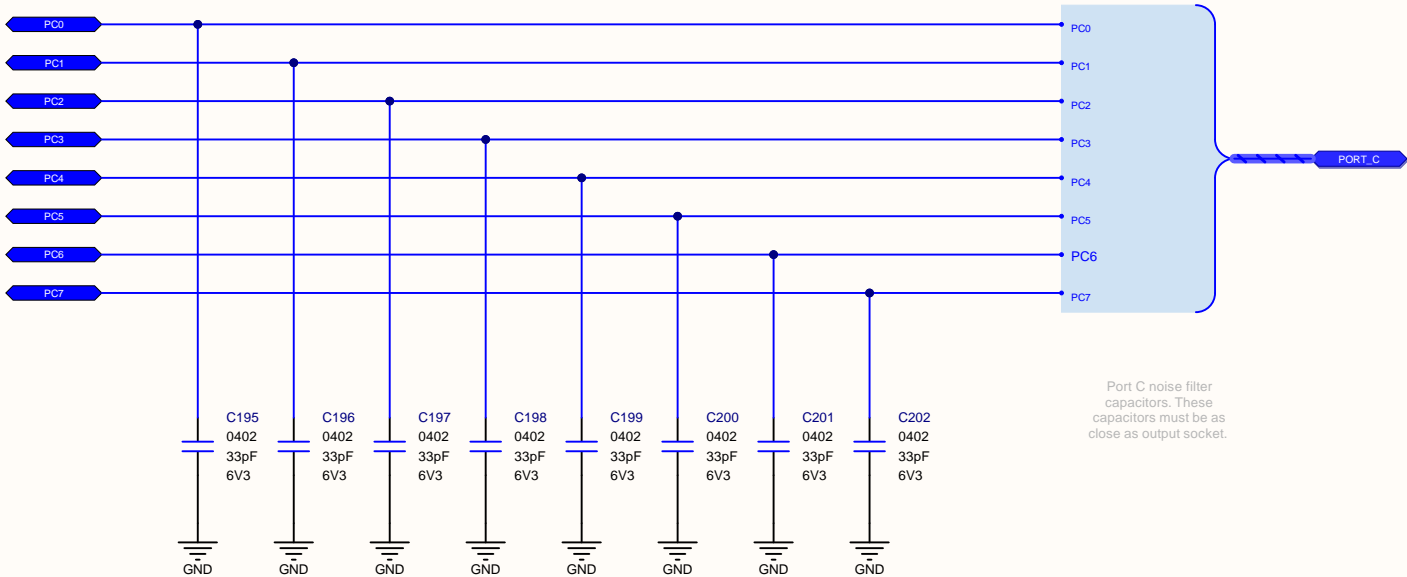 PC0
PC1
PC2
PC3
PC4
PC5
PC6
PC7
PC0
PC1
PC2
PC3
PC4
PC5
PC6
PC7
PORT_C
Port C noise filter
capacitors. These
capacitors must be as
close as output socket.
C195
0402
33pF
6V3
C196
0402
33pF
6V3
C197
0402
33pF
6V3
C198
0402
33pF
6V3
C199
0402
33pF
6V3
C200
0402
33pF
6V3
C201
0402
33pF
6V3
C202
0402
33pF
6V3
GND
GND
GND
GND
GND
GND
GND
GND